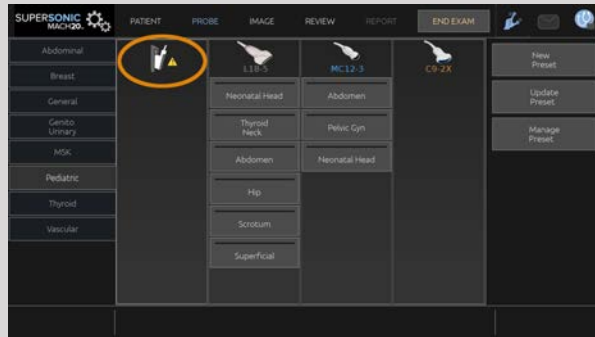 SUPERSONIC
MACH20.
PATIENT
PROBE
IMAGE
REVIEW
REPORT
END EXAM
Abdominal
Breast
General
Genito
Urinary
MSK
Pediatric
Thyroid
Vascular
L18-5
Neonatal Head
Thyroid
Neck
Abdomen
Hip
Scrotum
Superficial
MC12-3
Abdomen
Pelvic Gyn
Neonatal Head
C9-2X
New
Preset
Update
Preset
Manage
Preset